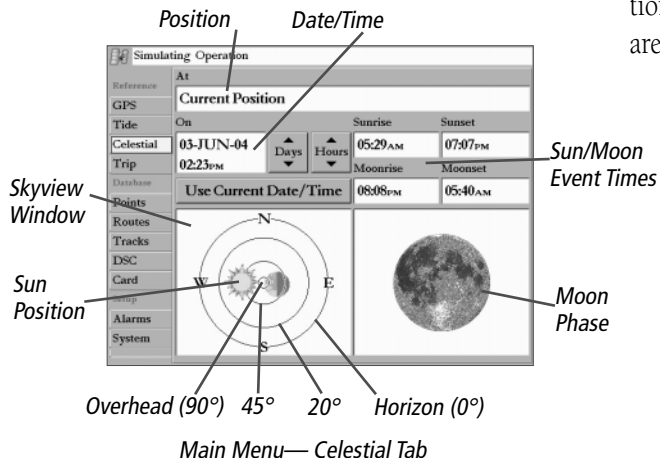 Position
Date/Time
tion
are
Simulating Operation
Reference
At
GPS
Current Position
Tide
On
Sunrise
Sunset
Celestial
03-JUN-04
Days
Hours
05:29AM
07:07PM
Trip
02:23PM
Moonrise
Moonset
Sun/Moon
Event Times
Database
Use Current Date/Time
08:08PM
05:40AM
Skyview
Window
Points
Routes
N
Tracks
DSC
W
E
Sun
Position
Card
Setup
Moon
Phase
Alarms
System
S
Overhead (90°)
45°
20°
Horizon (0°)
Main Menu— Celestial Tab